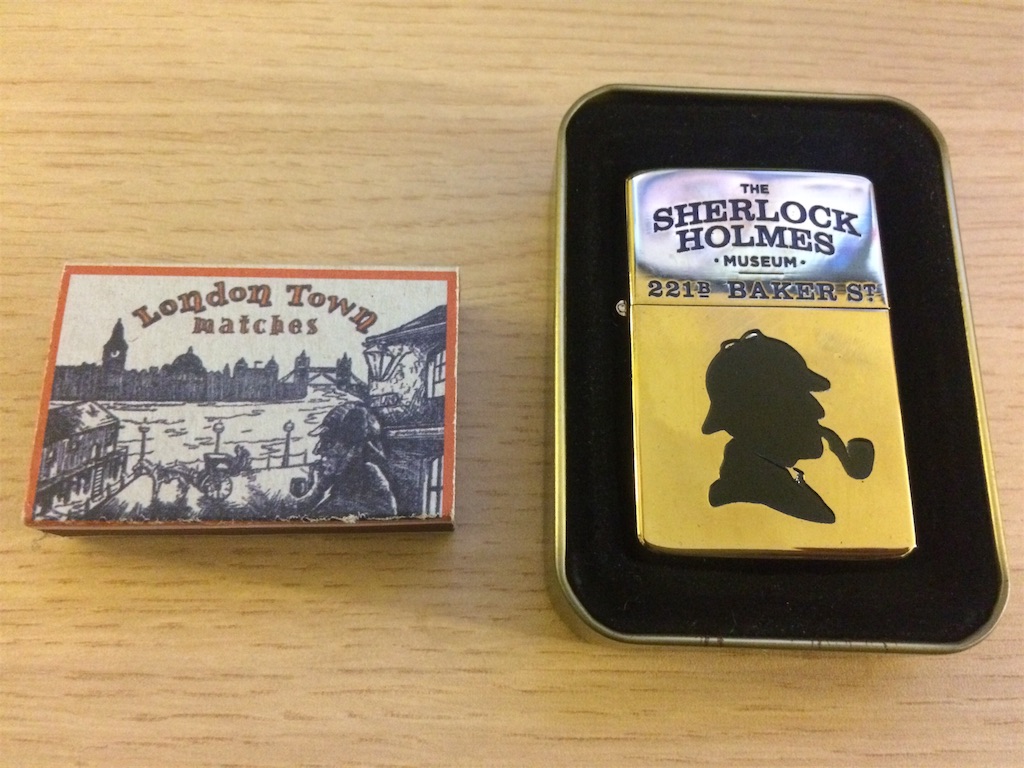 London Town
matches
THE
SHERLOCK
HOLMES
• MUSEUM •
221B BAKER ST